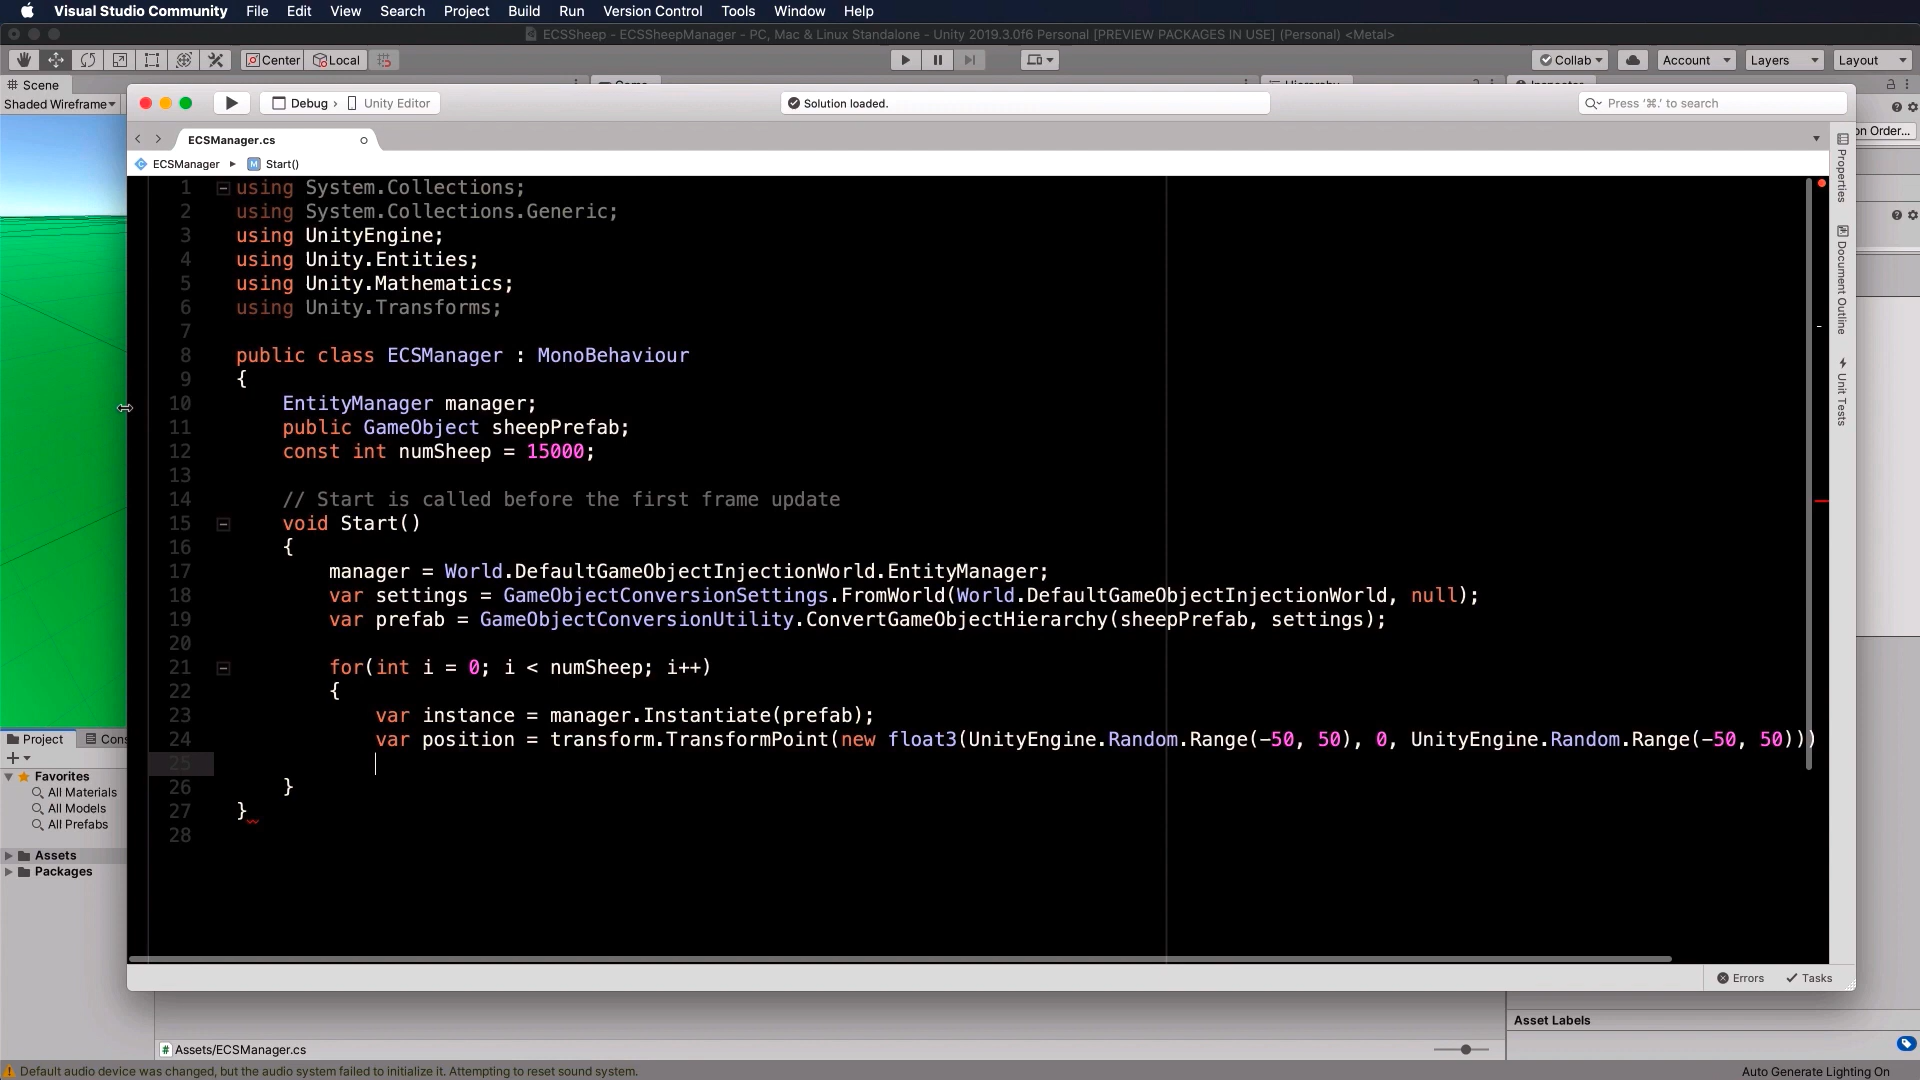 Visual Studio Community File Edit View Search Project Build Run Version Control Tools Window Help
ECSSheep - ECSSheepManager - PC, Mac & Linux Standalone - Unity 2019.3.0f6 Personal [PREVIEW PACKAGES IN USE] (Personal) <Metal>
Center Local Collab Account Layers Layout
Scene
Shaded Wireframe
Debug › Unity Editor
Solution loaded.
Press ‘⌘.’ to search
on Order...
ECSManager.cs
ECSManager ▸ M Start()
1 using System.Collections;
2 using System.Collections.Generic;
3 using UnityEngine;
4 using Unity.Entities;
5 using Unity.Mathematics;
6 using Unity.Transforms;
7
8 public class ECSManager : MonoBehaviour
9 {
10 EntityManager manager;
11 public GameObject sheepPrefab;
12 const int numSheep = 15000;
13
14 // Start is called before the first frame update
15 void Start()
16 {
17 manager = World.DefaultGameObjectInjectionWorld.EntityManager;
18 var settings = GameObjectConversionSettings.FromWorld(World.DefaultGameObjectInjectionWorld, null);
19 var prefab = GameObjectConversionUtility.ConvertGameObjectHierarchy(sheepPrefab, settings);
20
21 for(int i = 0; i < numSheep; i++)
22 {
23 var instance = manager.Instantiate(prefab);
24 var position = transform.TransformPoint(new float3(UnityEngine.Random.Range(-50, 50), 0, UnityEngine.Random.Range(-50, 50)))
25
26 }
27 }
28
Properties
Document Outline
Unit Tests
Project Cons
Favorites
All Materials
All Models
All Prefabs
Assets
Packages
Errors Tasks
Asset Labels
Assets/ECSManager.cs
Default audio device was changed, but the audio system failed to initialize it. Attempting to reset sound system.
Auto Generate Lighting On